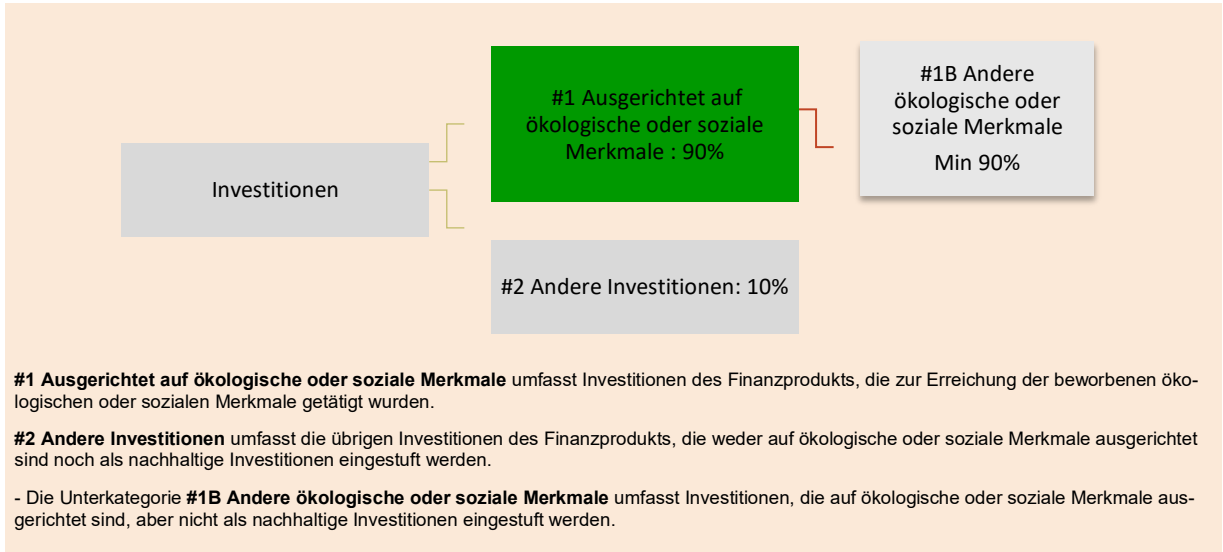 #1 Ausgerichtet auf
ökologische oder soziale
Merkmale : 90%
#1B Andere
ökologische oder
soziale Merkmale
Min 90%
Investitionen
#2 Andere Investitionen: 10%
#1 Ausgerichtet auf ökologische oder soziale Merkmale umfasst Investitionen des Finanzprodukts, die zur Erreichung der beworbenen öko-
logischen oder sozialen Merkmale getätigt wurden.
#2 Andere Investitionen umfasst die übrigen Investitionen des Finanzprodukts, die weder auf ökologische oder soziale Merkmale ausgerichtet
sind noch als nachhaltige Investitionen eingestuft werden.
- Die Unterkategorie #1B Andere ökologische oder soziale Merkmale umfasst Investitionen, die auf ökologische oder soziale Merkmale aus-
gerichtet sind, aber nicht als nachhaltige Investitionen eingestuft werden.